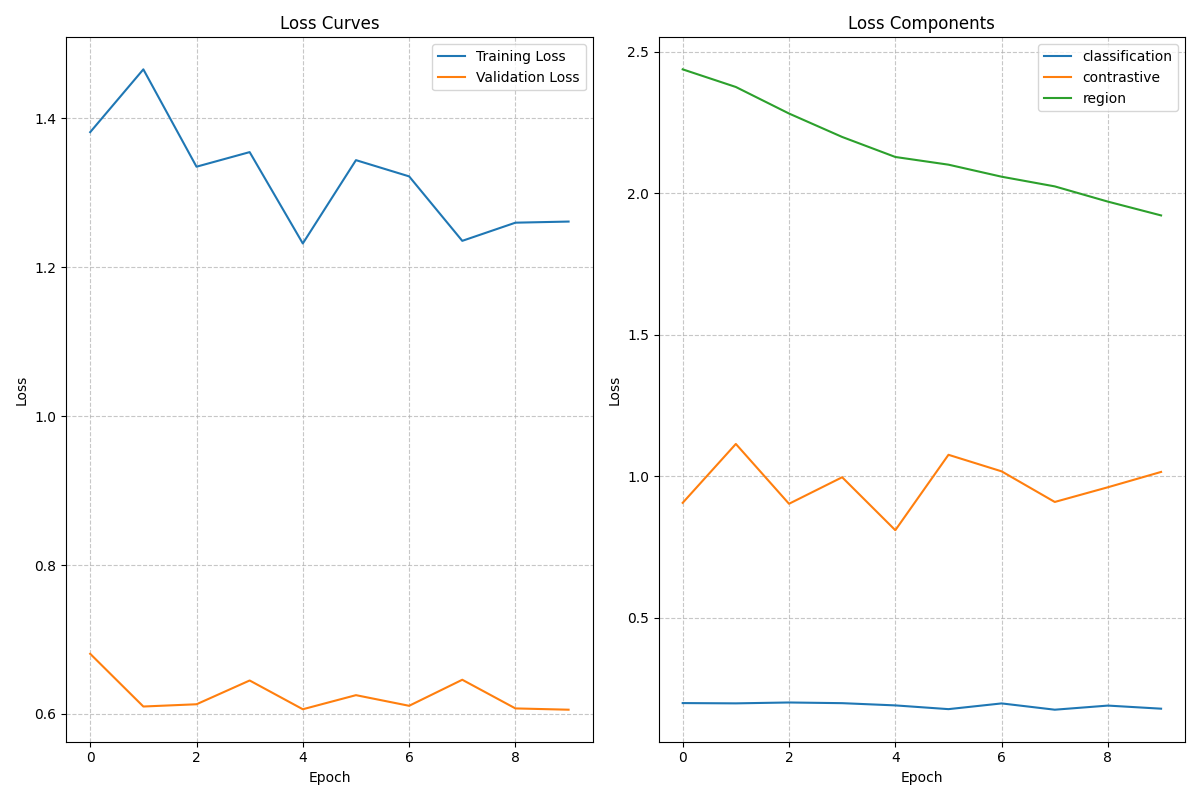 Loss Curves
Training Loss
Validation Loss
1.4
1.2
1.0
0.8
0.6
Loss
0 2 4 6 8
Epoch
Loss Components
classification
contrastive
region
2.5
2.0
1.5
1.0
0.5
Loss
0 2 4 6 8
Epoch